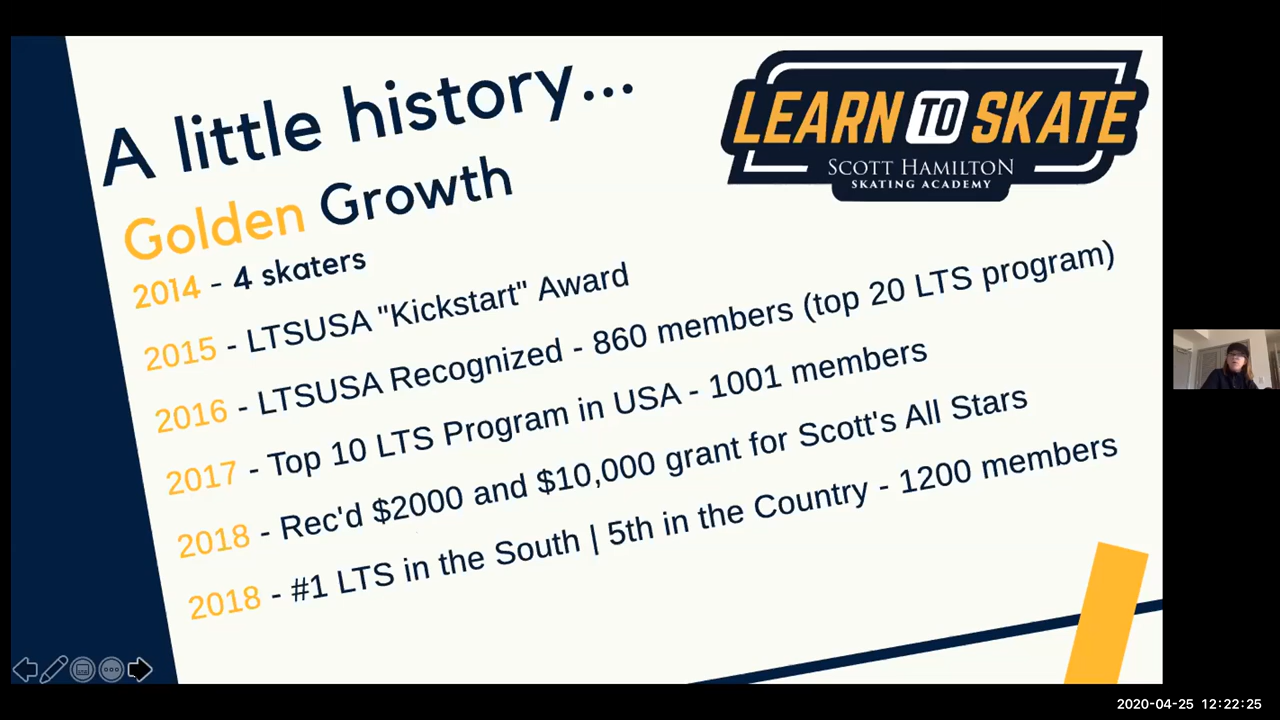 A little history...
LEARN TO SKATE
SCOTT HAMILTON
SKATING ACADEMY
Golden Growth
2014 - 4 skaters
2015 - LTSUSA "Kickstart" Award
2016 - LTSUSA Recognized - 860 members (top 20 LTS program)
2017 - Top 10 LTS Program in USA - 1001 members
2018 - Rec'd $2000 and $10,000 grant for Scott's All Stars
2018 - #1 LTS in the South | 5th in the Country - 1200 members
2020-04-25 12:22:25